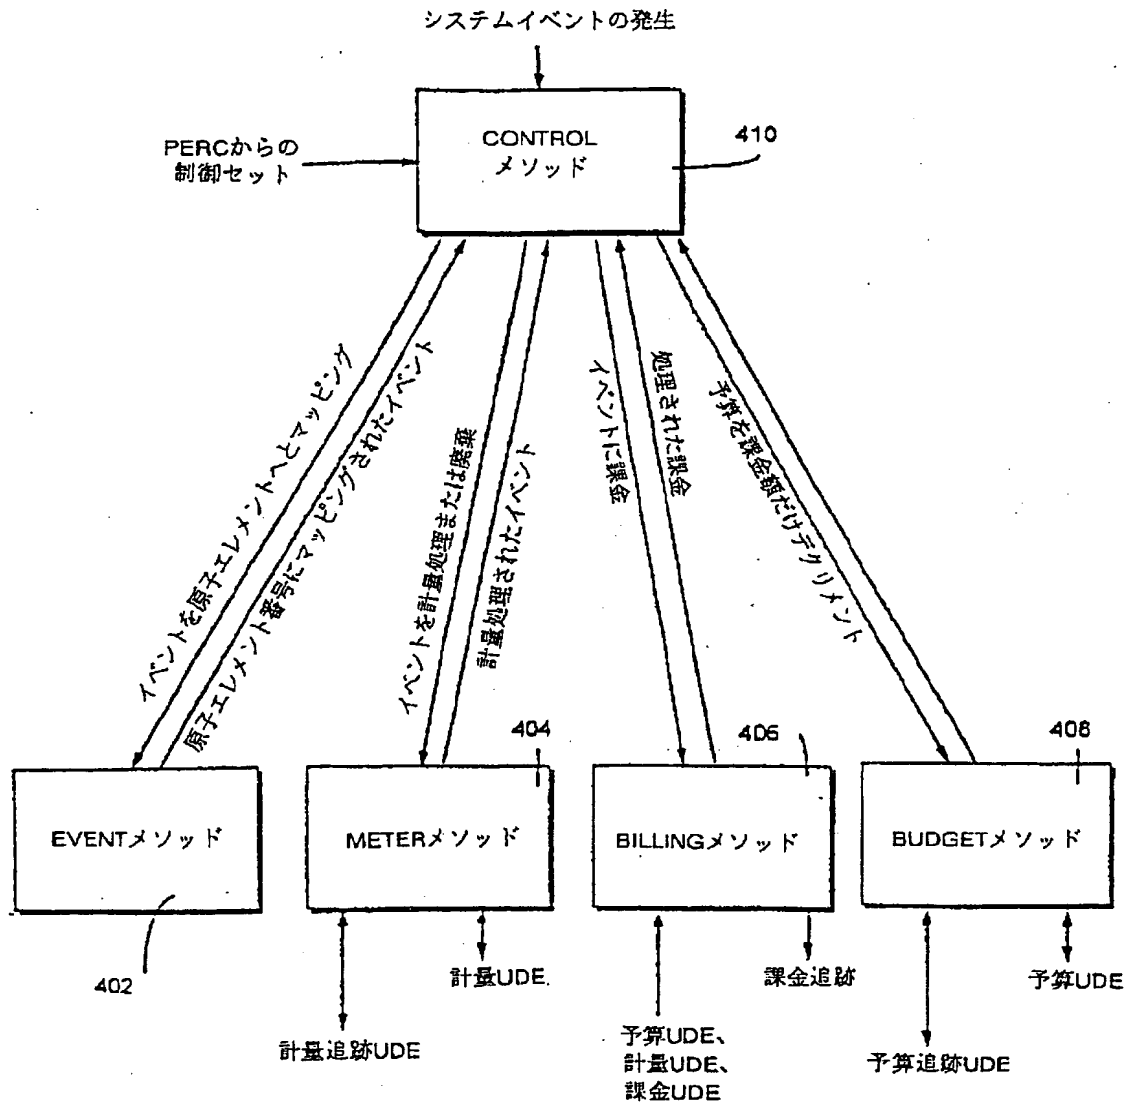 システムイベントの発生
PERCからの
制御セット
CONTROL
メソッド
410
イベントを原子エレメントへとマッピング
原子エレメント番号にマッピングされたイベント
イベントを計量処理または廃棄
計量処理されたイベント
イベントに課金
処理された課金
予算を課金額だけデクリメント
EVENTメソッド
402
METERメソッド
404
BILLINGメソッド
406
BUDGETメソッド
408
計量追跡UDE
計量UDE
予算UDE、
計量UDE、
課金UDE
課金追跡
予算追跡UDE
予算UDE